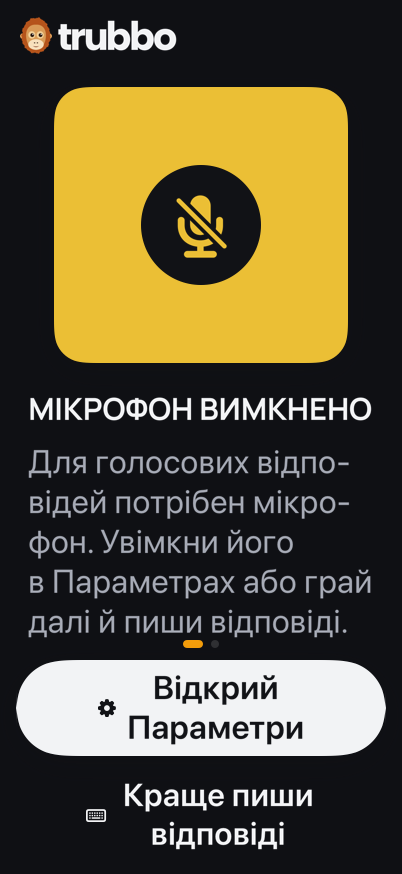 trubbo
МІКРОФОН ВИМКНЕНО
Для голосових відпо-
відей потрібен мікро-
фон. Увімкни його
в Параметрах або грай
далі й пиши відповіді.
Відкрий
Параметри
Краще пиши
відповіді